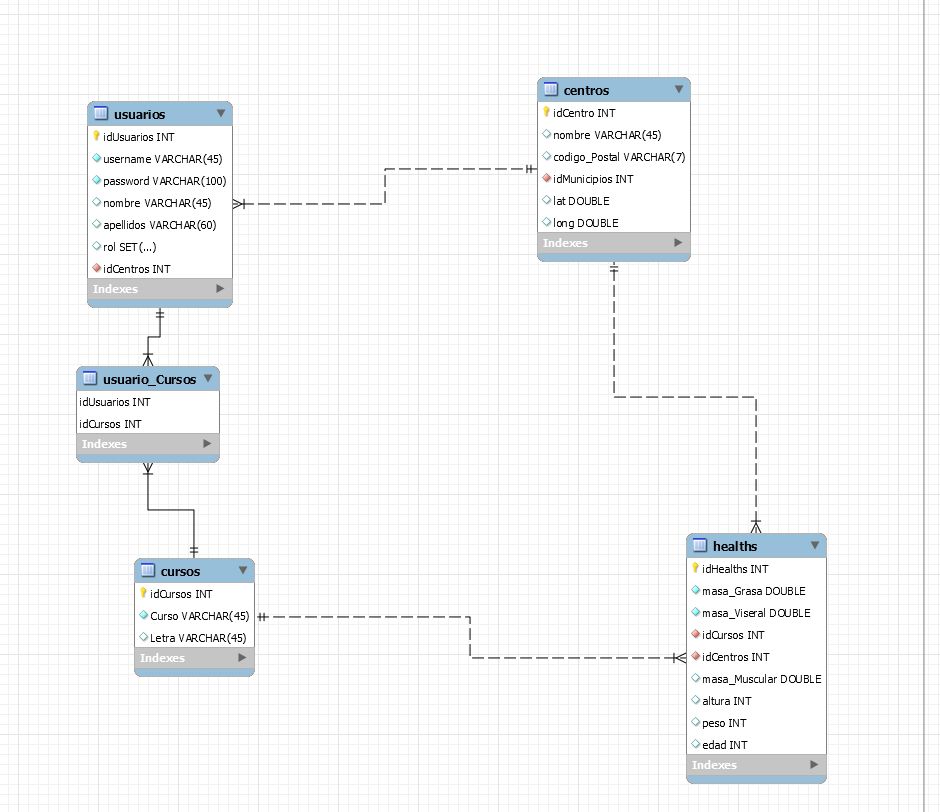 usuarios
idUsuarios INT
username VARCHAR(45)
password VARCHAR(100)
nombre VARCHAR(45)
apellidos VARCHAR(60)
rol SET(...)
idCentros INT
Indexes
centros
idCentro INT
nombre VARCHAR(45)
codigo_Postal VARCHAR(7)
idMunicipios INT
lat DOUBLE
long DOUBLE
Indexes
usuario_Cursos
idUsuarios INT
idCursos INT
Indexes
cursos
idCursos INT
Curso VARCHAR(45)
Letra VARCHAR(45)
Indexes
healths
idHealths INT
masa_Grasa DOUBLE
masa_Viseral DOUBLE
idCursos INT
idCentros INT
masa_Muscular DOUBLE
altura INT
peso INT
edad INT
Indexes